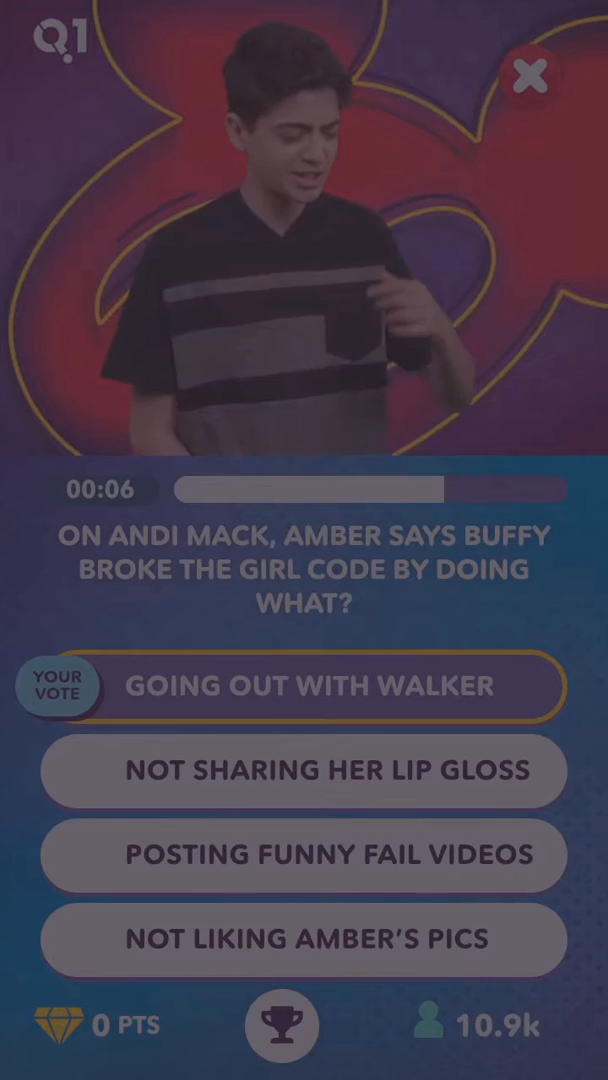 Q.1
00:06
ON ANDI MACK, AMBER SAYS BUFFY
BROKE THE GIRL CODE BY DOING
WHAT?
YOUR
VOTE
GOING OUT WITH WALKER
NOT SHARING HER LIP GLOSS
POSTING FUNNY FAIL VIDEOS
NOT LIKING AMBER'S PICS
0 PTS
10.9k